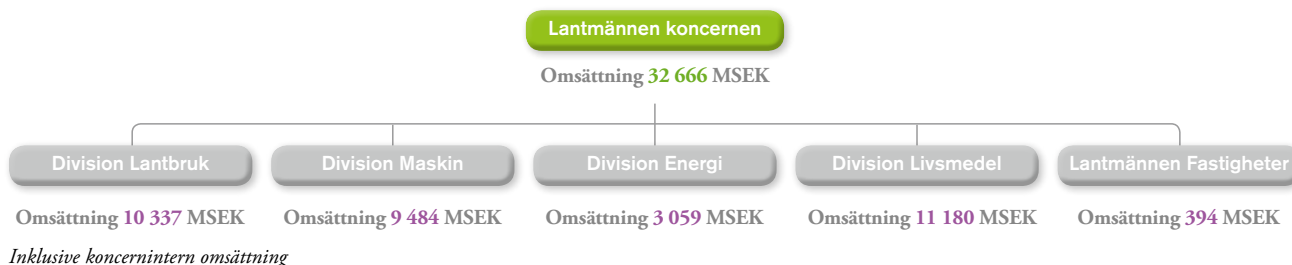 Lantmännen koncernen
Omsättning 32 666 MSEK
Division Lantbruk
Division Maskin
Division Energi
Division Livsmedel
Lantmännen Fastigheter
Omsättning 10 337 MSEK
Omsättning 9 484 MSEK
Omsättning 3 059 MSEK
Omsättning 11 180 MSEK
Omsättning 394 MSEK
Inklusive koncernintern omsättning